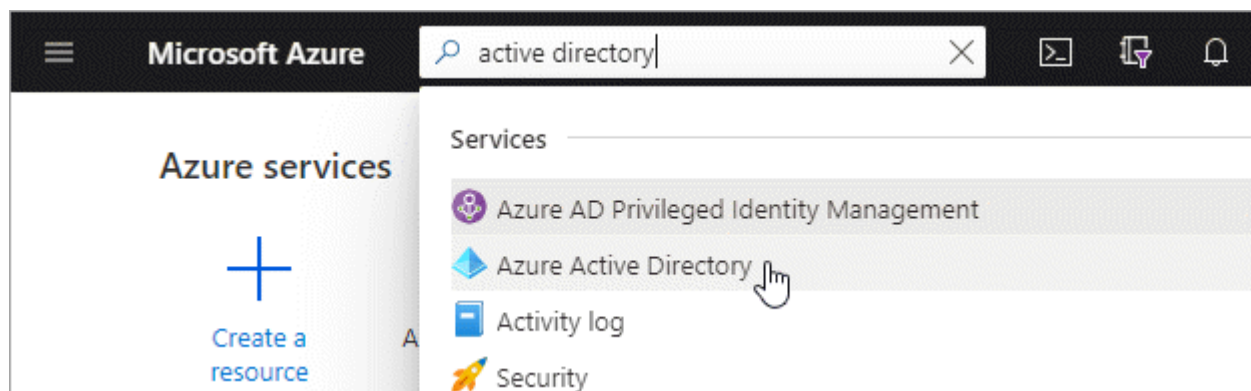 Microsoft Azure
active directory
Azure services
Services
Azure AD Privileged Identity Management
Azure Active Directory
Activity log
Security
Create a
resource
A